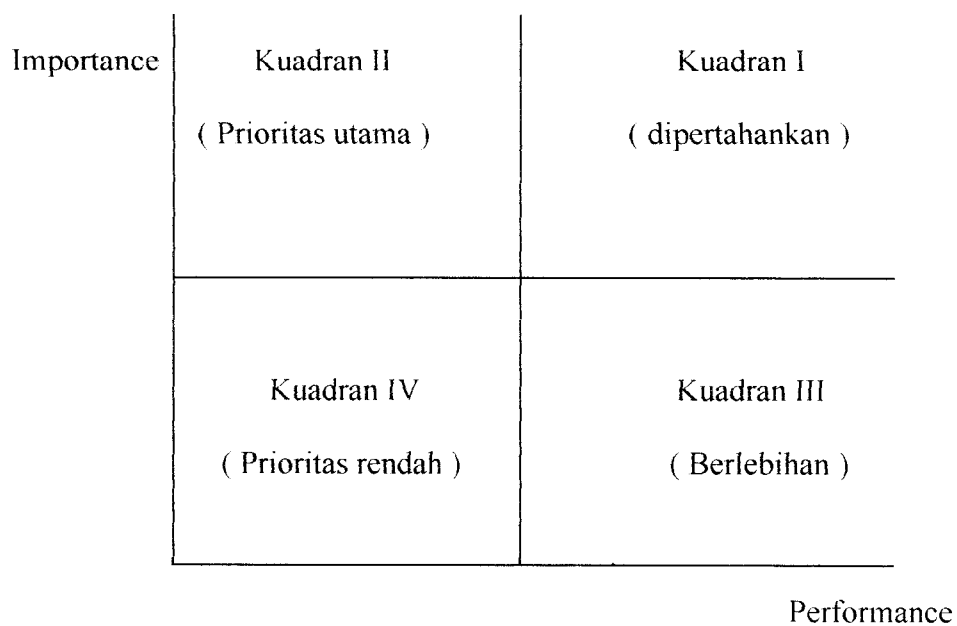 Importance
Kuadran II
Kuadran I
( Prioritas utama )
( dipertahankan )
Kuadran IV
Kuadran III
( Prioritas rendah )
( Berlebihan )
Performance